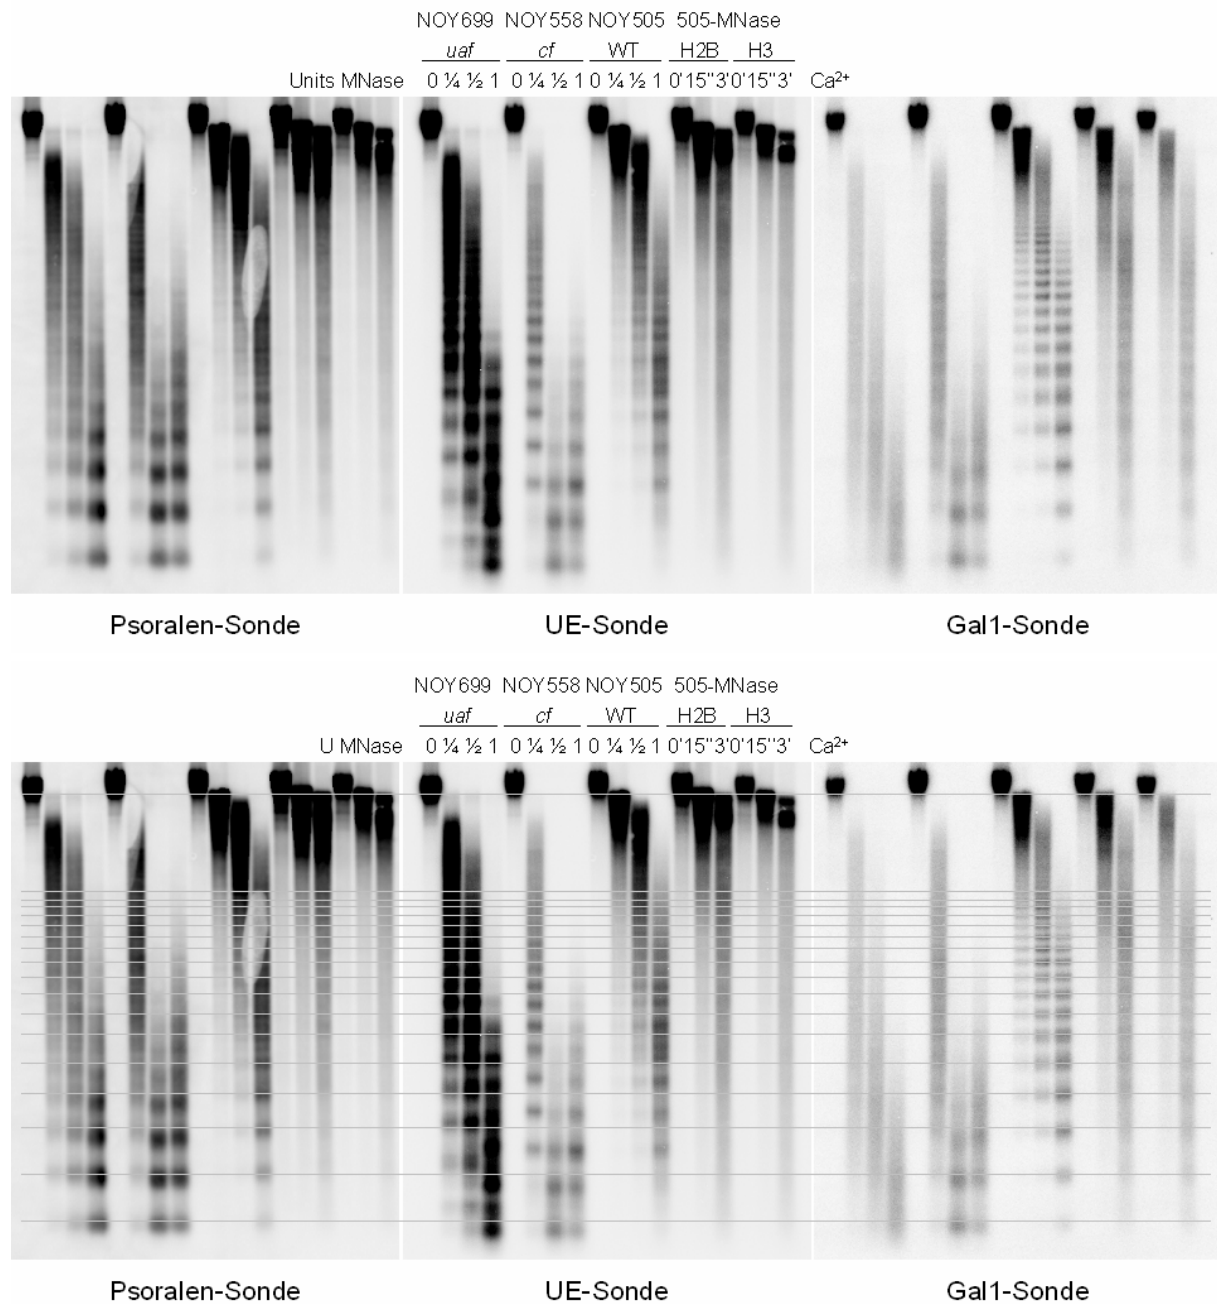 NOY699 NOY558 NOY505 505-MNase
uaf cf WT H2B H3
Units MNase 0 ¼ ½ 1 0 ¼ ½ 1 0 ¼ ½ 1 0'15"3' 0'15"3' Ca²⁺
Psoralen-Sonde UE-Sonde Gal1-Sonde
NOY699 NOY558 NOY505 505-MNase
uaf cf WT H2B H3
U MNase 0 ¼ ½ 1 0 ¼ ½ 1 0 ¼ ½ 1 0'15"3' 0'15"3' Ca²⁺
Psoralen-Sonde UE-Sonde Gal1-Sonde